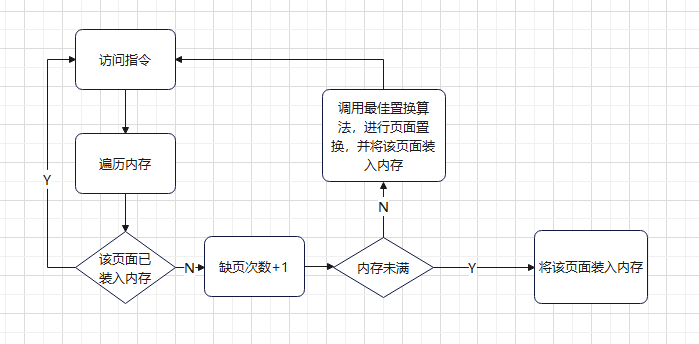 访问指令
遍历内存
Y
该页面已
装入内存
N
缺页次数+1
内存未满
N
调用最佳置换算
法，进行页面置
换，并将该页面装
入内存
Y
将该页面装入内存